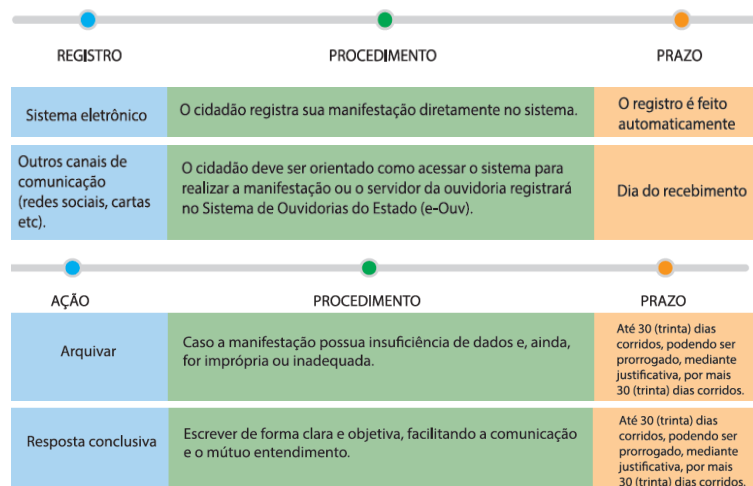 REGISTRO PROCEDIMENTO PRAZO
Sistema eletrônico
O cidadão registra sua manifestação diretamente no sistema.
O registro é feito
automaticamente
Outros canais de
comunicação
(redes sociais, cartas
etc).
O cidadão deve ser orientado como acessar o sistema para
realizar a manifestação ou o servidor da ouvidoria registrará
no Sistema de Ouvidorias do Estado (e-Ouv).
Dia do recebimento
AÇÃO PROCEDIMENTO PRAZO
Arquivar
Caso a manifestação possua insuficiência de dados e, ainda,
for imprópria ou inadequada.
Até 30 (trinta) dias
corridos, podendo ser
prorrogado, mediante
justificativa, por mais
30 (trinta) dias corridos.
Resposta conclusiva
Escrever de forma clara e objetiva, facilitando a comunicação
e o mútuo entendimento.
Até 30 (trinta) dias
corridos, podendo ser
prorrogado, mediante
justificativa, por mais
30 (trinta) dias corridos.